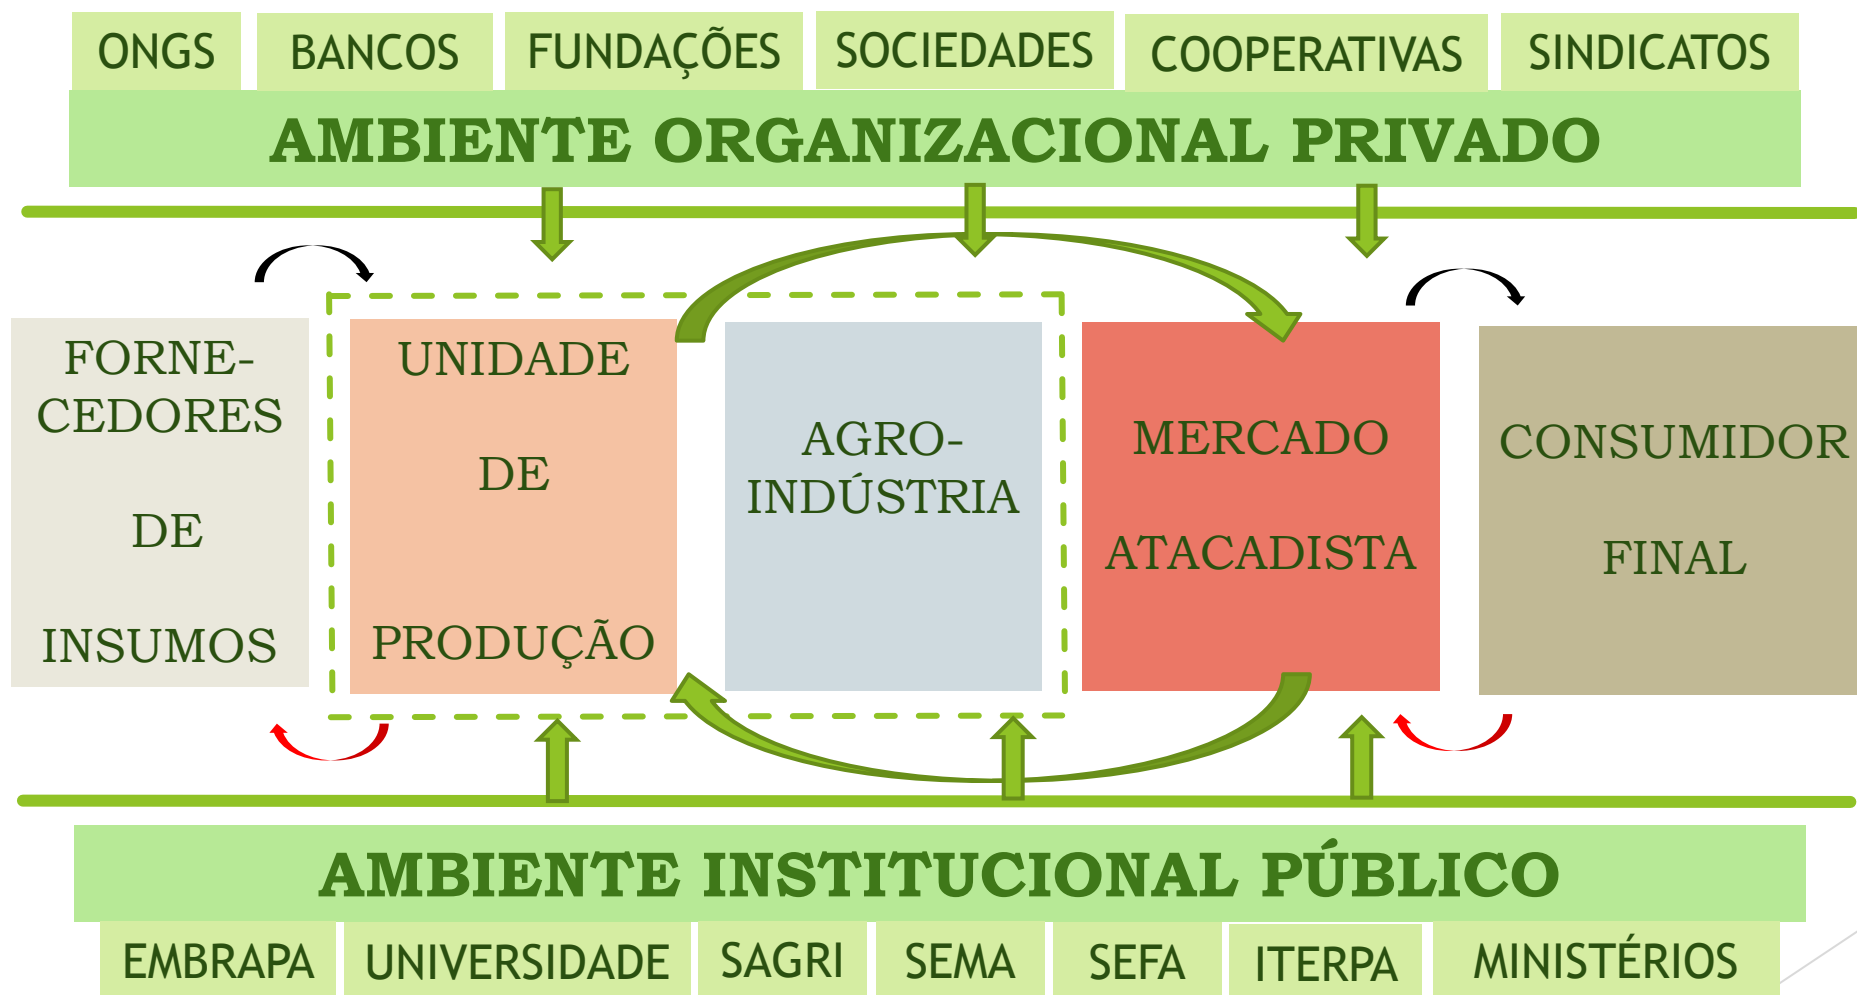 ONGS
BANCOS
FUNDAÇÕES
SOCIEDADES
COOPERATIVAS
SINDICATOS
AMBIENTE ORGANIZACIONAL PRIVADO
FORNE-
CEDORES
DE
INSUMOS
UNIDADE
DE
PRODUÇÃO
AGRO-
INDÚSTRIA
MERCADO
ATACADISTA
CONSUMIDOR
FINAL
AMBIENTE INSTITUCIONAL PÚBLICO
EMBRAPA
UNIVERSIDADE
SAGRI
SEMA
SEFA
ITERPA
MINISTÉRIOS